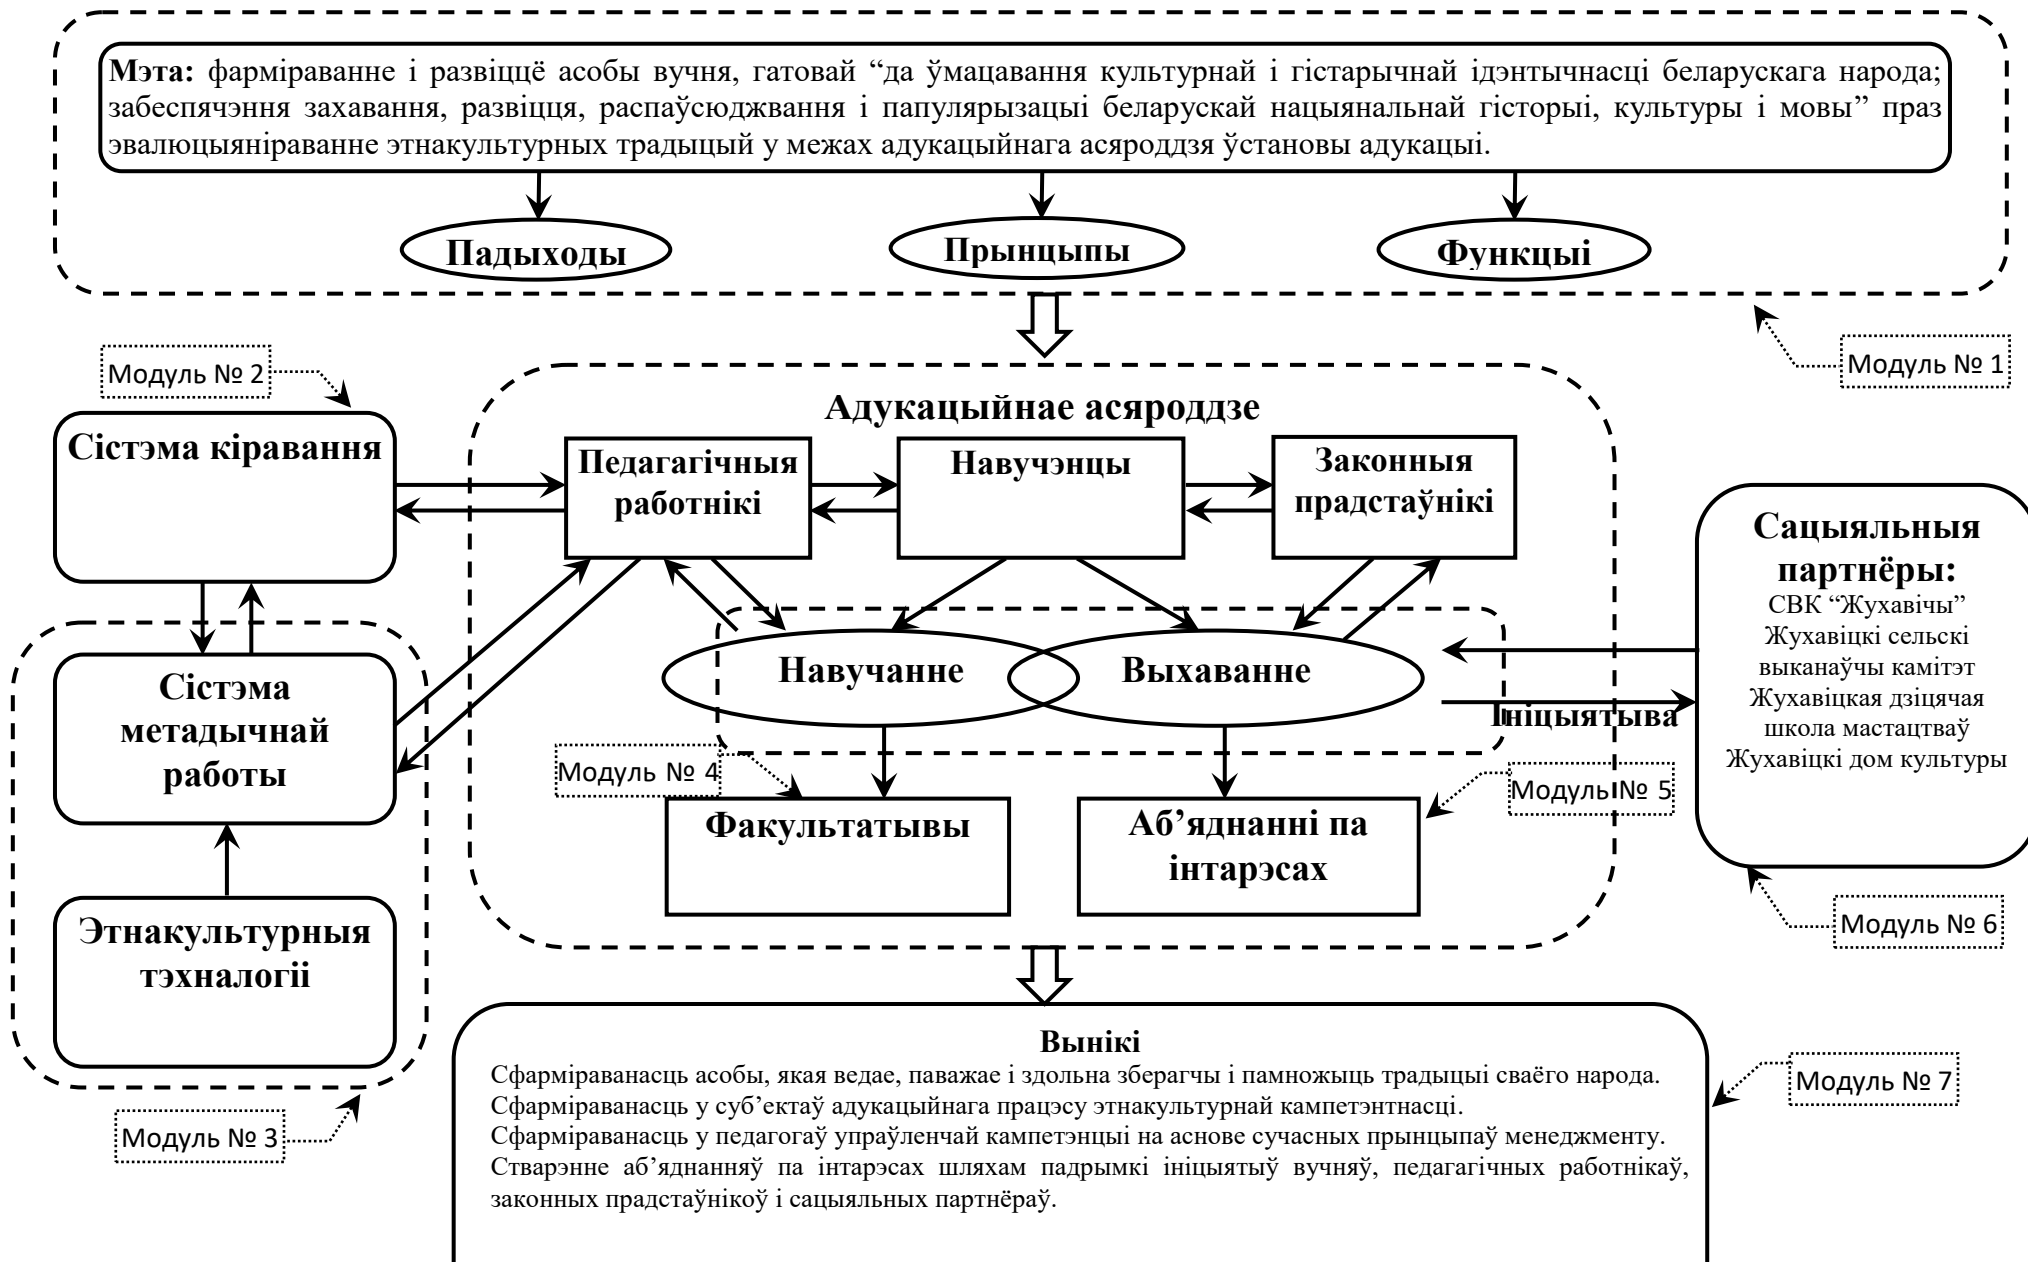 Мэта: фарміраванне і развіццё асобы вучня, гатовай “да ўмацавання культурнай і гістарычнай ідэнтычнасці беларускага народа;
забеспячэння захавання, развіцця, распаўсюджвання і папулярызацыі беларускай нацыянальнай гісторыі, культуры і мовы” праз
эвалюцыяніраванне этнакультурных традыцый у межах адукацыйнага асяроддзя ўстановы адукацыі.
Падыходы
Прынцыпы
Функцыі
Модуль № 1
Модуль № 2
Сістэма кіравання
Адукацыйнае асяроддзе
Педагагічныя
работнікі
Навучэнцы
Законныя
прадстаўнікі
Сацыяльныя
партнёры:
СВК “Жухавічы”
Жухавіцкі сельскі
выканаўчы камітэт
Жухавіцкая дзіцячая
школа мастацтваў
Жухавіцкі дом культуры
Сістэма
метадычнай
работы
Навучанне
Выхаванне
Ініцыятыва
Модуль № 4
Модуль № 5
Факультатывы
Аб’яднанні па
інтарэсах
Этнакультурныя
тэхналогіі
Модуль № 6
Вынікі
Сфарміраванасць асобы, якая ведае, паважае і здольна зберагчы і памножыць традыцыі сваёго народа.
Сфарміраванасць у суб’ектаў адукацыйнага працэсу этнакультурнай кампетэнтнасці.
Сфарміраванасць у педагогаў упраўленчай кампетэнцыі на аснове сучасных прынцыпаў менеджменту.
Стварэнне аб’яднанняў па інтарэсах шляхам падрымкі ініцыятыў вучняў, педагагічных работнікаў,
законных прадстаўнікоў і сацыяльных партнёраў.
Модуль № 7
Модуль № 3